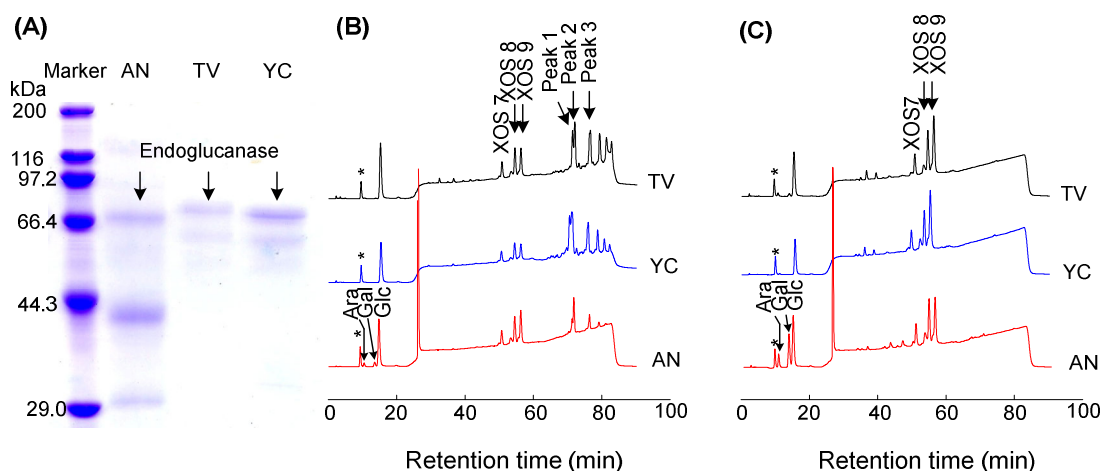 (A)
Marker AN TV YC
kDa
200
116
97.2
66.4
44.3
29.0
Endoglucanase
(B)
XOS 7
XOS 8
XOS 9
Peak 1
Peak 2
Peak 3
*
TV
*
YC
Ara
Gal
Glc
*
AN
0 20 40 60 80 100
Retention time (min)
(C)
XOS7
XOS 8
XOS 9
*
TV
*
YC
Ara
Gal
Glc
*
AN
0 20 40 60 80 100
Retention time (min)